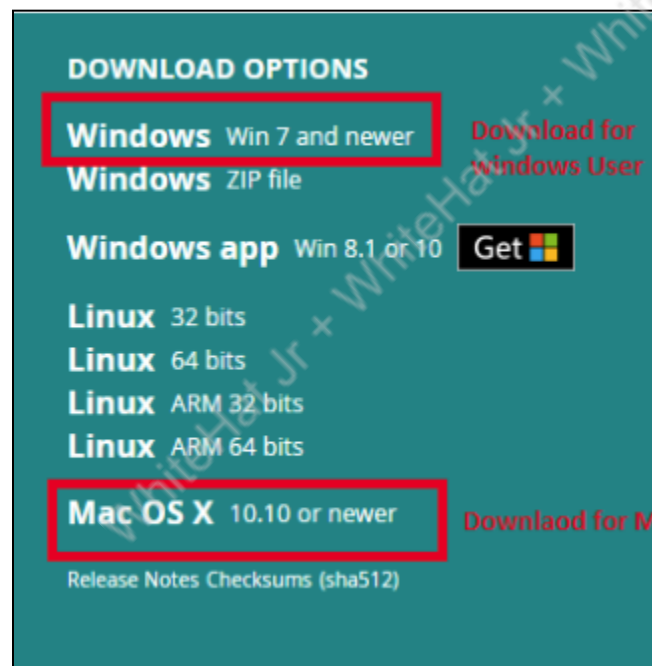 DOWNLOAD OPTIONS
Windows Win 7 and newer
Download for
windows User
Windows ZIP file
Windows app Win 8.1 or 10 Get
Linux 32 bits
Linux 64 bits
Linux ARM 32 bits
Linux ARM 64 bits
Mac OS X 10.10 or newer
Downlaod for M
Release Notes Checksums (sha512)
WhiteHat Jr + WhiteHat Jr + Whit